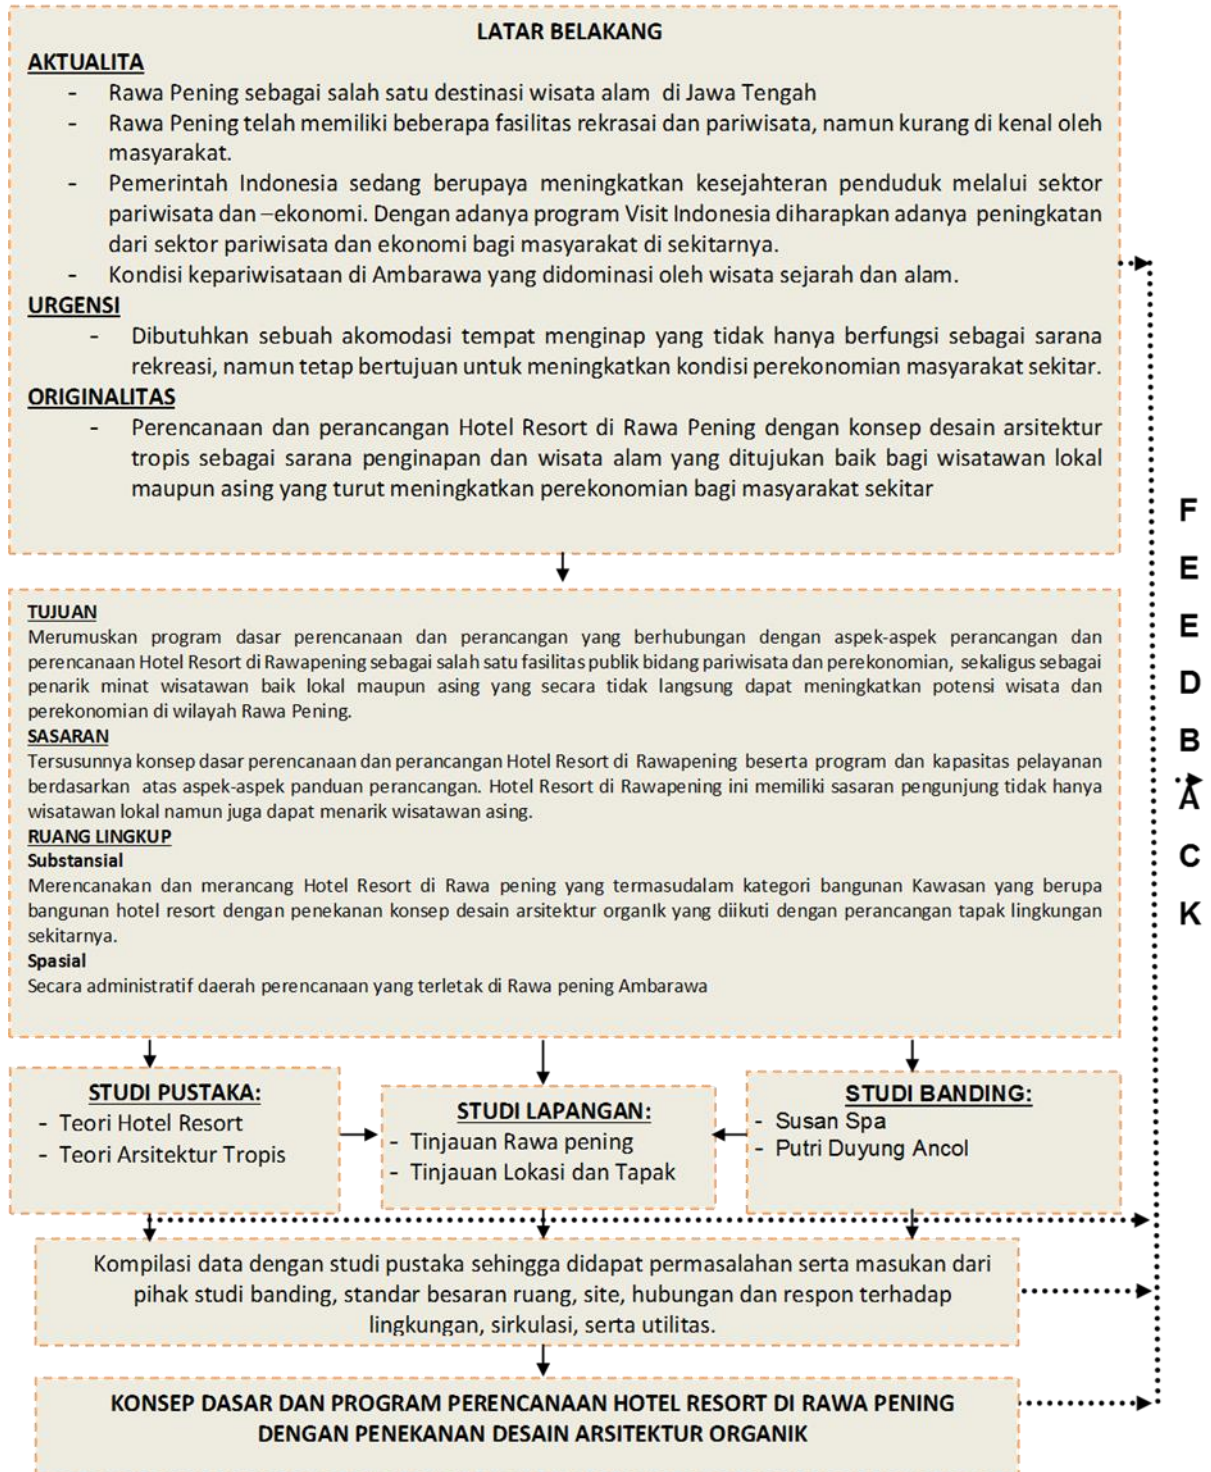 LATAR BELAKANG
AKTUALITA
- Rawa Pening sebagai salah satu destinasi wisata alam di Jawa Tengah
- Rawa Pening telah memiliki beberapa fasilitas rekrasai dan pariwisata, namun kurang di kenal oleh
masyarakat.
- Pemerintah Indonesia sedang berupaya meningkatkan kesejahteran penduduk melalui sektor
pariwisata dan –ekonomi. Dengan adanya program Visit Indonesia diharapkan adanya peningkatan
dari sektor pariwisata dan ekonomi bagi masyarakat di sekitarnya.
- Kondisi kepariwisataan di Ambarawa yang didominasi oleh wisata sejarah dan alam.
URGENSI
- Dibutuhkan sebuah akomodasi tempat menginap yang tidak hanya berfungsi sebagai sarana
rekreasi, namun tetap bertujuan untuk meningkatkan kondisi perekonomian masyarakat sekitar.
ORIGINALITAS
- Perencanaan dan perancangan Hotel Resort di Rawa Pening dengan konsep desain arsitektur
tropis sebagai sarana penginapan dan wisata alam yang ditujukan baik bagi wisatawan lokal
maupun asing yang turut meningkatkan perekonomian bagi masyarakat sekitar
TUJUAN
Merumuskan program dasar perencanaan dan perancangan yang berhubungan dengan aspek-aspek perancangan dan
perencanaan Hotel Resort di Rawapening sebagai salah satu fasilitas publik bidang pariwisata dan perekonomian, sekaligus sebagai
penarik minat wisatawan baik lokal maupun asing yang secara tidak langsung dapat meningkatkan potensi wisata dan
perekonomian di wilayah Rawa Pening.
SASARAN
Tersusunnya konsep dasar perencanaan dan perancangan Hotel Resort di Rawapening beserta program dan kapasitas pelayanan
berdasarkan atas aspek-aspek panduan perancangan. Hotel Resort di Rawapening ini memiliki sasaran pengunjung tidak hanya
wisatawan lokal namun juga dapat menarik wisatawan asing.
RUANG LINGKUP
Substansial
Merencanakan dan merancang Hotel Resort di Rawa pening yang termasudalam kategori bangunan Kawasan yang berupa
bangunan hotel resort dengan penekanan konsep desain arsitektur organIk yang diikuti dengan perancangan tapak lingkungan
sekitarnya.
Spasial
Secara administratif daerah perencanaan yang terletak di Rawa pening Ambarawa
STUDI PUSTAKA:
- Teori Hotel Resort
- Teori Arsitektur Tropis
STUDI LAPANGAN:
- Tinjauan Rawa pening
- Tinjauan Lokasi dan Tapak
STUDI BANDING:
- Susan Spa
- Putri Duyung Ancol
Kompilasi data dengan studi pustaka sehingga didapat permasalahan serta masukan dari
pihak studi banding, standar besaran ruang, site, hubungan dan respon terhadap
lingkungan, sirkulasi, serta utilitas.
KONSEP DASAR DAN PROGRAM PERENCANAAN HOTEL RESORT DI RAWA PENING
DENGAN PENEKANAN DESAIN ARSITEKTUR ORGANIK
F
E
E
D
B
A
C
K